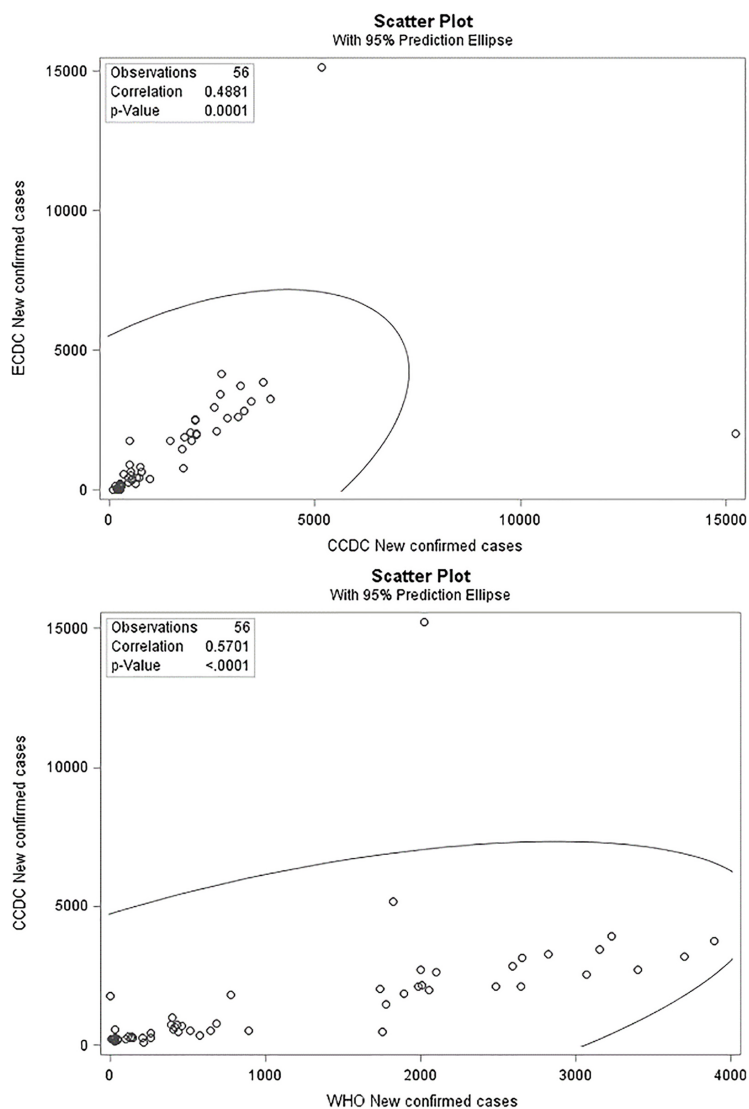 Scatter Plot
With 95% Prediction Ellipse
Observations 56
Correlation 0.4881
p-Value 0.0001
15000
10000
5000
0
ECDC New confirmed cases
0 5000 10000 15000
CCDC New confirmed cases
Scatter Plot
With 95% Prediction Ellipse
Observations 56
Correlation 0.5701
p-Value <.0001
15000
10000
5000
0
CCDC New confirmed cases
0 1000 2000 3000 4000
WHO New confirmed cases